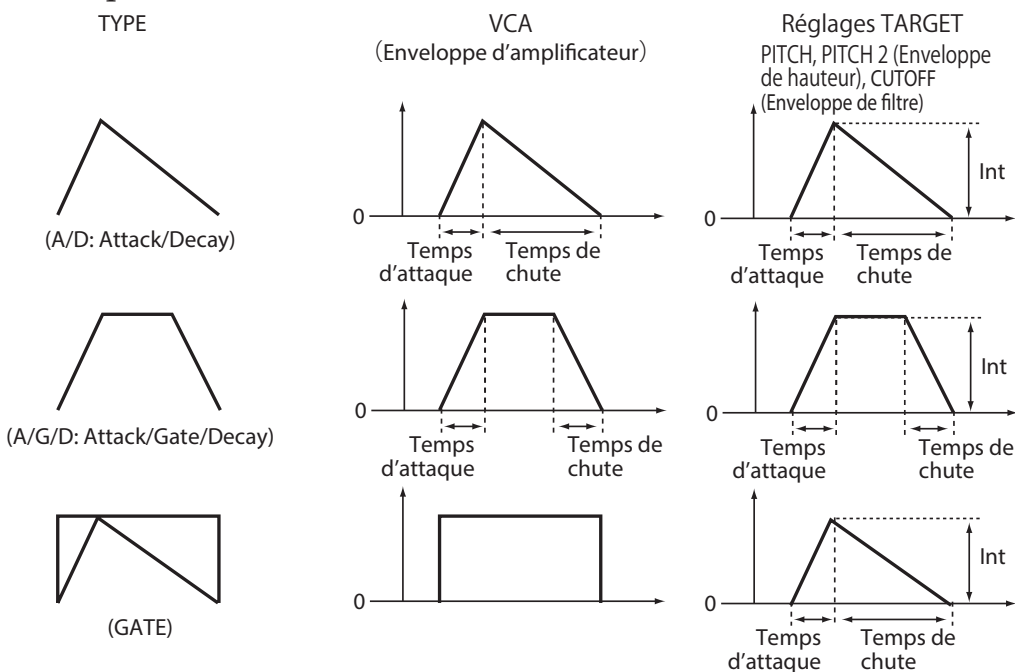 TYPE
VCA
(Enveloppe d'amplificateur)
Réglages TARGET
PITCH, PITCH 2 (Enveloppe
de hauteur), CUTOFF
(Enveloppe de filtre)
(A/D: Attack/Decay)
0
Temps
d'attaque
Temps de
chute
0
Int
Temps
d'attaque
Temps de
chute
(A/G/D: Attack/Gate/Decay)
0
Temps
d'attaque
Temps de
chute
0
Int
Temps
d'attaque
Temps de
chute
(GATE)
0
0
Int
Temps
d'attaque
Temps de
chute